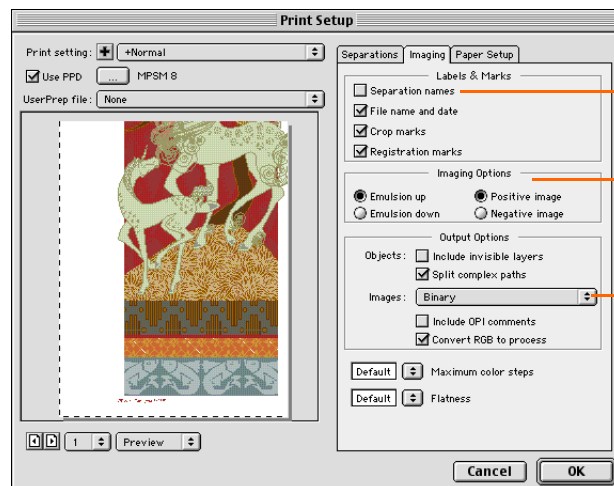 Print Setup
Print setting: +Normal
Use PPD ... MPSM 8
UserPrep file: None
1 Preview
Separations Imaging Paper Setup
Labels & Marks
Separation names
File name and date
Crop marks
Registration marks
Imaging Options
Emulsion up Positive image
Emulsion down Negative image
Output Options
Objects: Include invisible layers
Split complex paths
Images: Binary
Include OPI comments
Convert RGB to process
Default Maximum color steps
Default Flatness
Cancel OK